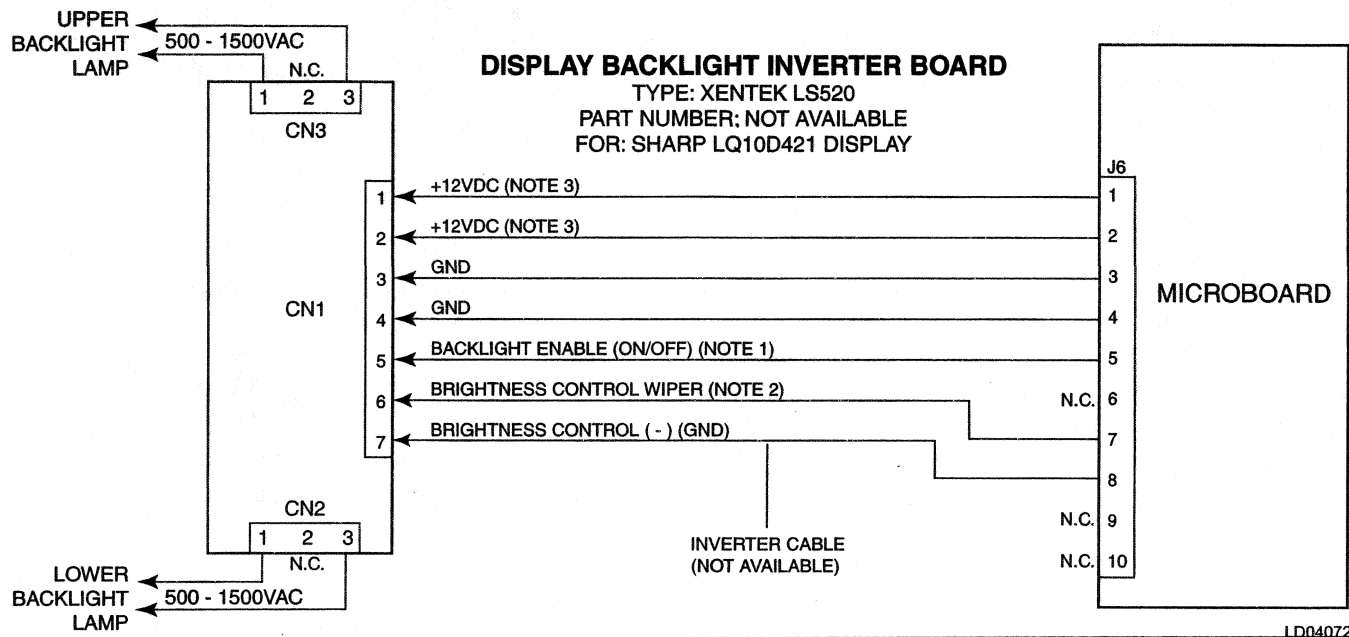 UPPER
BACKLIGHT
LAMP
500 - 1500VAC
N.C.
1 2 3
CN3
DISPLAY BACKLIGHT INVERTER BOARD
TYPE: XENTEK LS520
PART NUMBER: NOT AVAILABLE
FOR: SHARP LQ10D421 DISPLAY
J6
1 +12VDC (NOTE 3) 1
2 +12VDC (NOTE 3) 2
3 GND 3
CN1
MICROBOARD
4 GND 4
5 BACKLIGHT ENABLE (ON/OFF) (NOTE 1) 5
6 BRIGHTNESS CONTROL WIPER (NOTE 2) N.C. 6
7 BRIGHTNESS CONTROL ( - ) (GND) 7
8
CN2
1 2 3
N.C.
N.C. 9
N.C. 10
INVERTER CABLE
(NOT AVAILABLE)
LOWER
BACKLIGHT
LAMP
500 - 1500VAC
LD04072